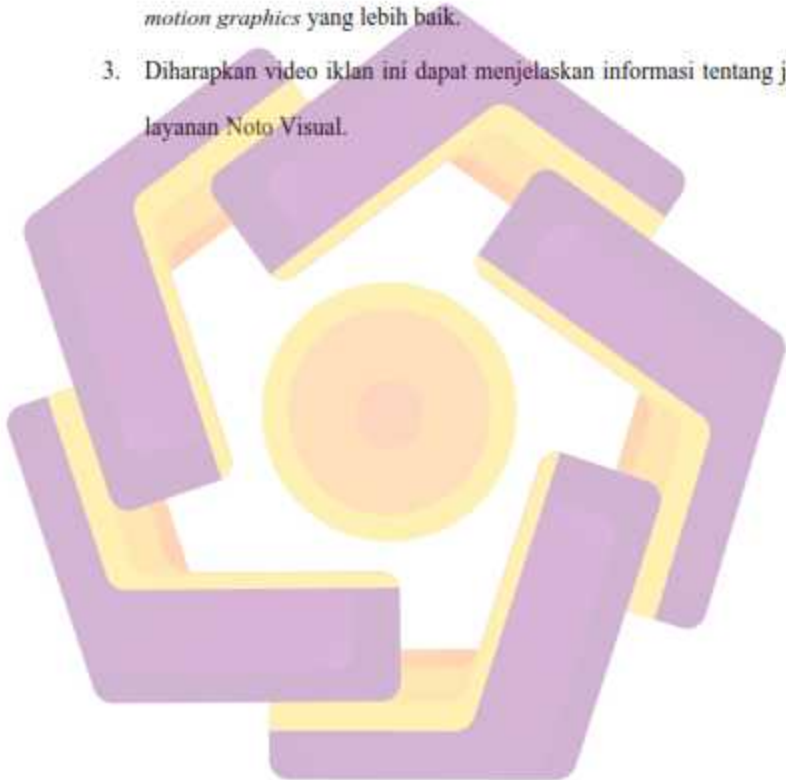 motion graphics yang lebih baik.
3. Diharapkan video iklan ini dapat menjelaskan informasi tentang
layanan Noto Visual.